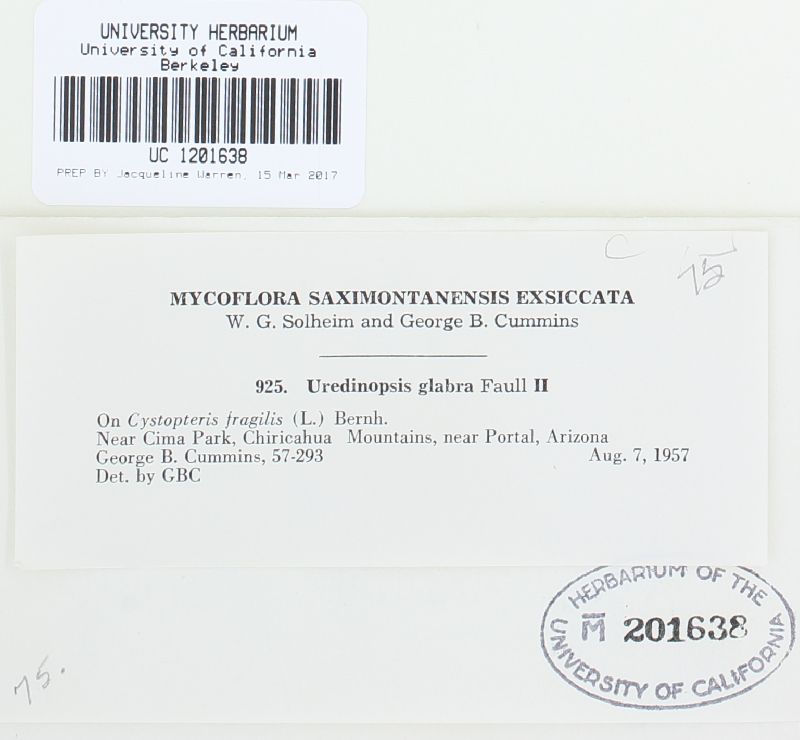 UNIVERSITY HERBARIUM
University of California
Berkeley
UC 1201638
PREP BY Jacqueline Warren, 15 Mar 2017
C
75
MYCOFLORA SAXIMONTANENSIS EXSICCATA
W. G. Solheim and George B. Cummins
925. Uredinopsis glabra Faull II
On Cystopteris fragilis (L.) Bernh.
Near Cima Park, Chiricahua Mountains, near Portal, Arizona
George B. Cummins, 57-293 Aug. 7, 1957
Det. by GBC
HERBARIUM OF THE
M 201638
UNIVERSITY OF CALIFORNIA
75.